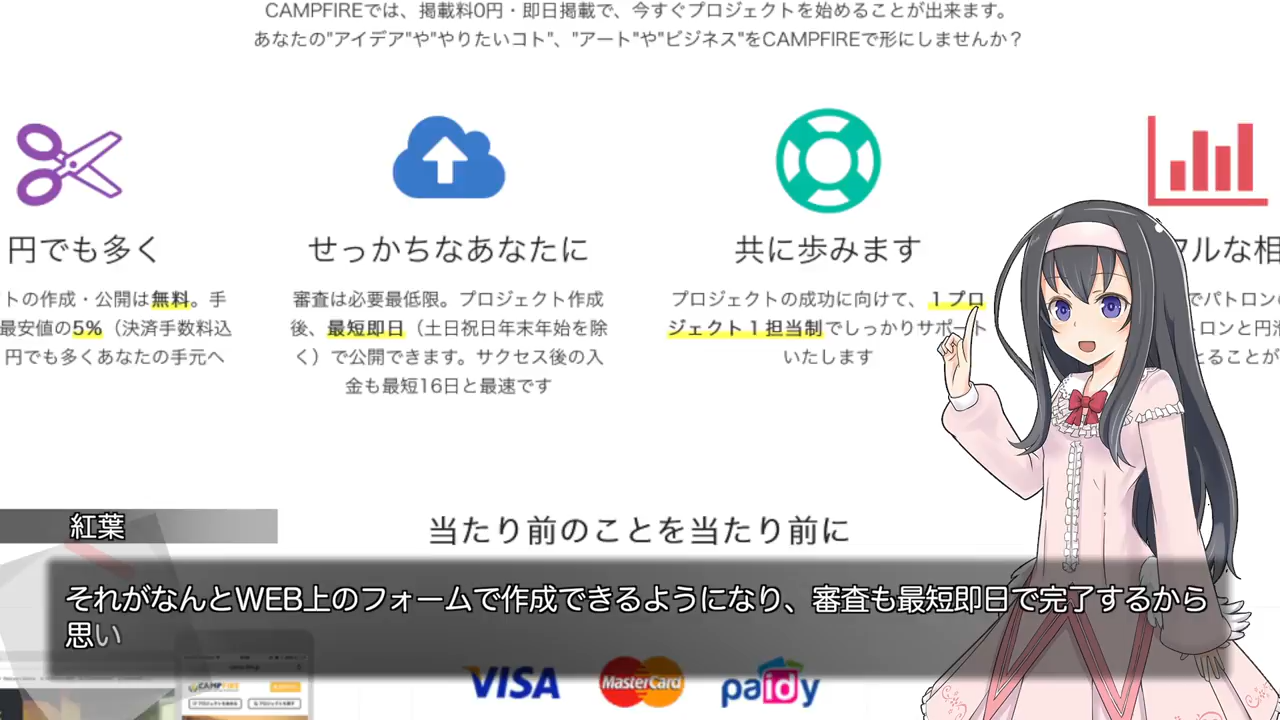 CAMPFIREでは、掲載料0円・即日掲載で、今すぐプロジェクトを始めることが出来ます。
あなたの"アイデア"や"やりたいコト"、"アート"や"ビジネス"をCAMPFIREで形にしませんか？
円でも多く
トの作成・公開は無料。手
最安値の5%（決済手数料込
円でも多くあなたの手元へ
せっかちなあなたに
審査は必要最低限。プロジェクト作成
後、最短即日（土日祝日年末年始を除
く）で公開できます。サクセス後の入
金も最短16日と最速です
共に歩みます
プロジェクトの成功に向けて、１プロ
ジェクト１担当制でしっかりサポート
いたします
タルな相
でパトロン
トロンと円
とることが
当たり前のことを当たり前に
紅葉
それがなんとWEB上のフォームで作成できるようになり、審査も最短即日で完了するから
思い
CAMPFIRE
VISA
MasterCard
paidy